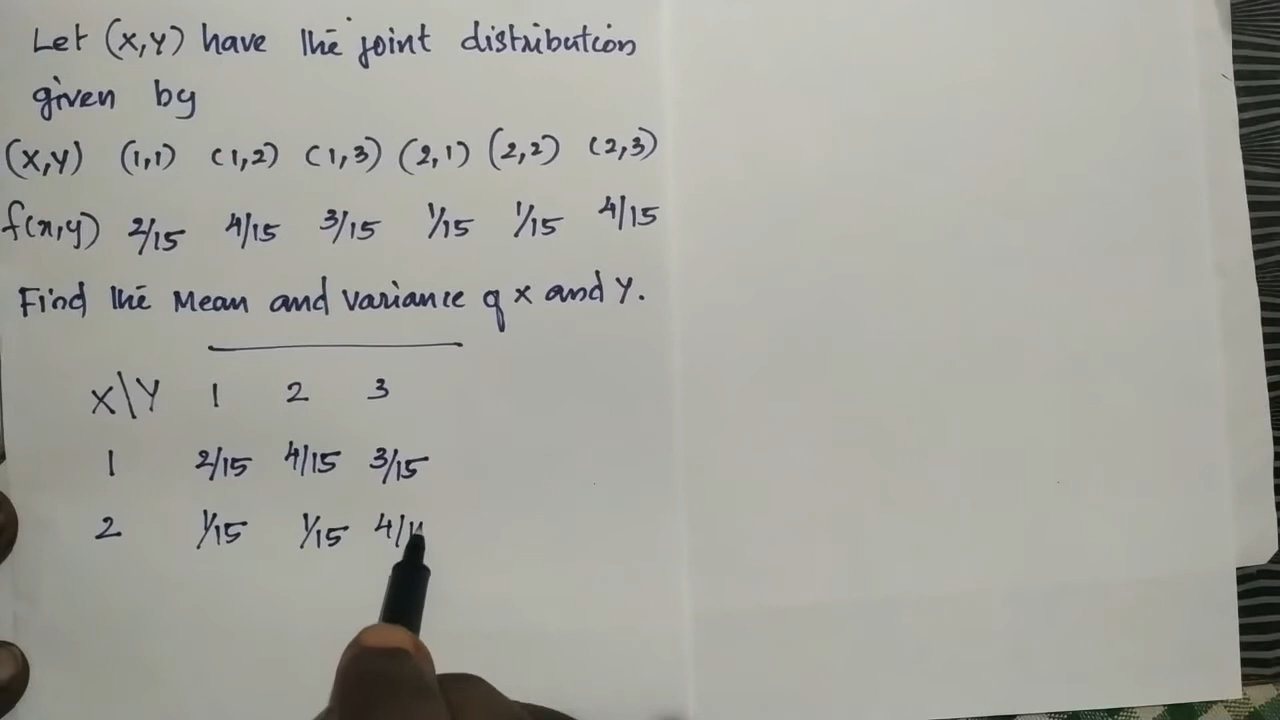 Let (X,Y) have the joint distribution
given by
(X,Y) (1,1) (1,2) (1,3) (2,1) (2,2) (2,3)
f(x,y) 2/15 4/15 3/15 1/15 1/15 4/15
Find the Mean and variance of X and Y.
X\Y 1 2 3
1 2/15 4/15 3/15
2 1/15 1/15 4/1